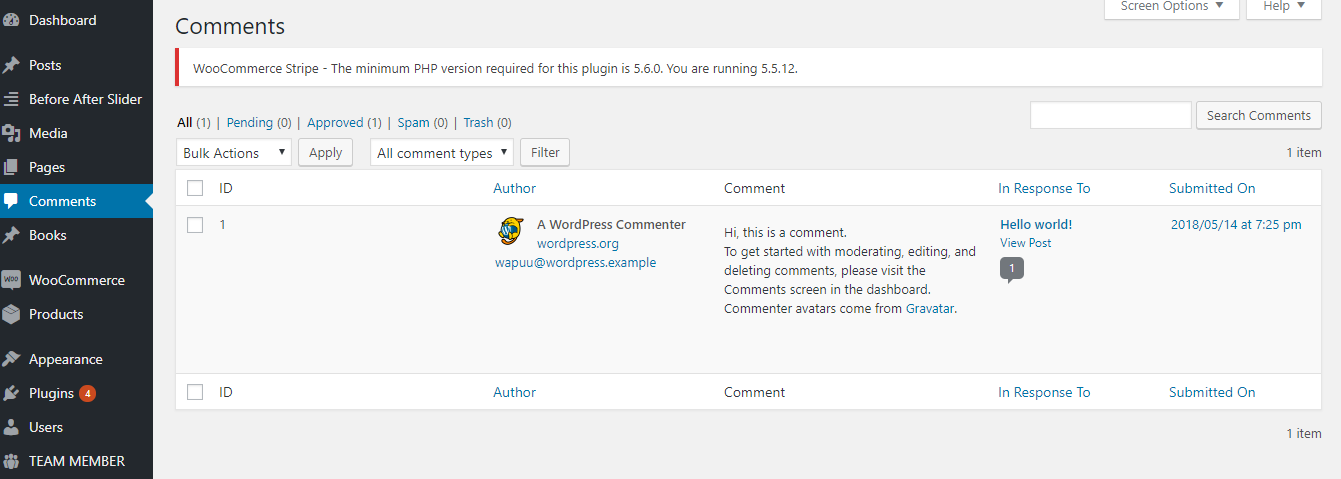 Dashboard
Posts
Before After Slider
Media
Pages
Comments
Books
WOO WooCommerce
Products
Appearance
Plugins 4
Users
TEAM MEMBER
Screen Options ▼ Help ▼
Comments
WooCommerce Stripe - The minimum PHP version required for this plugin is 5.6.0. You are running 5.5.12.
All (1) | Pending (0) | Approved (1) | Spam (0) | Trash (0)
Search Comments
Bulk Actions ▼ Apply All comment types ▼ Filter
1 item
ID Author Comment In Response To Submitted On
1
A WordPress Commenter
wordpress.org
wapuu@wordpress.example
Hi, this is a comment.
To get started with moderating, editing, and
deleting comments, please visit the
Comments screen in the dashboard.
Commenter avatars come from Gravatar.
Hello world!
View Post
1
2018/05/14 at 7:25 pm
ID Author Comment In Response To Submitted On
1 item